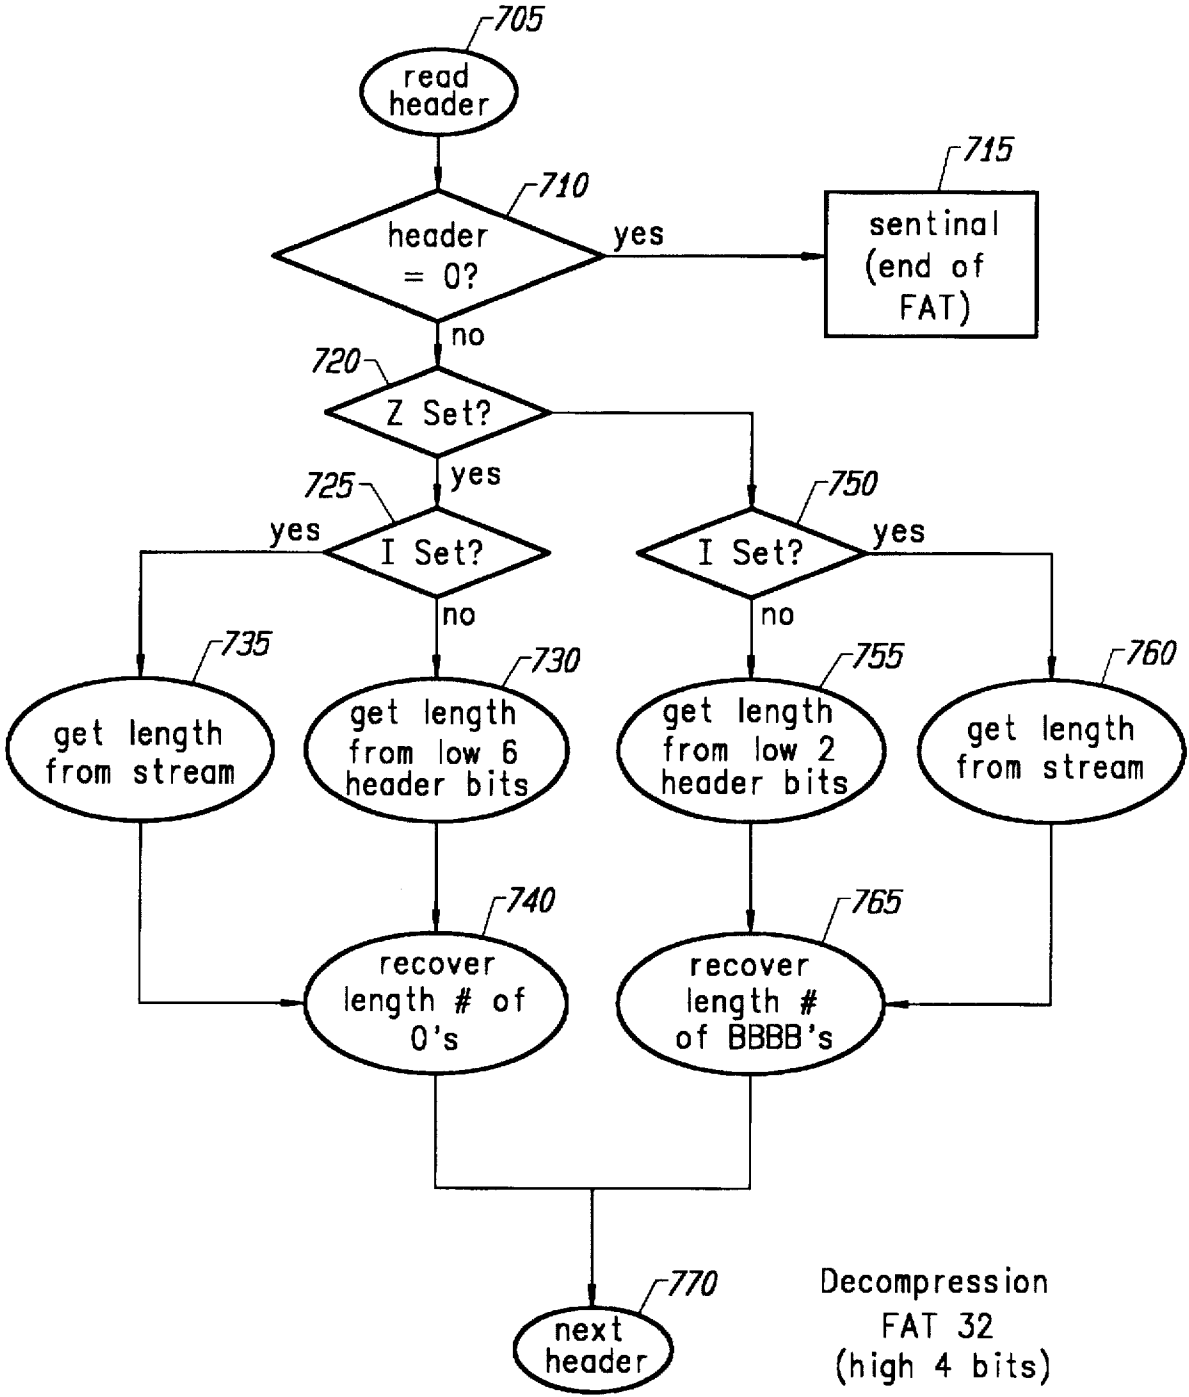 705
read
header
710
header
= 0?
yes
715
sentinal
(end of
FAT)
no
720
Z Set?
yes
725
I Set?
yes
no
750
I Set?
yes
no
735
get length
from stream
730
get length
from low 6
header bits
755
get length
from low 2
header bits
760
get length
from stream
740
recover
length # of
0's
765
recover
length #
of BBBB's
770
next
header
Decompression
FAT 32
(high 4 bits)